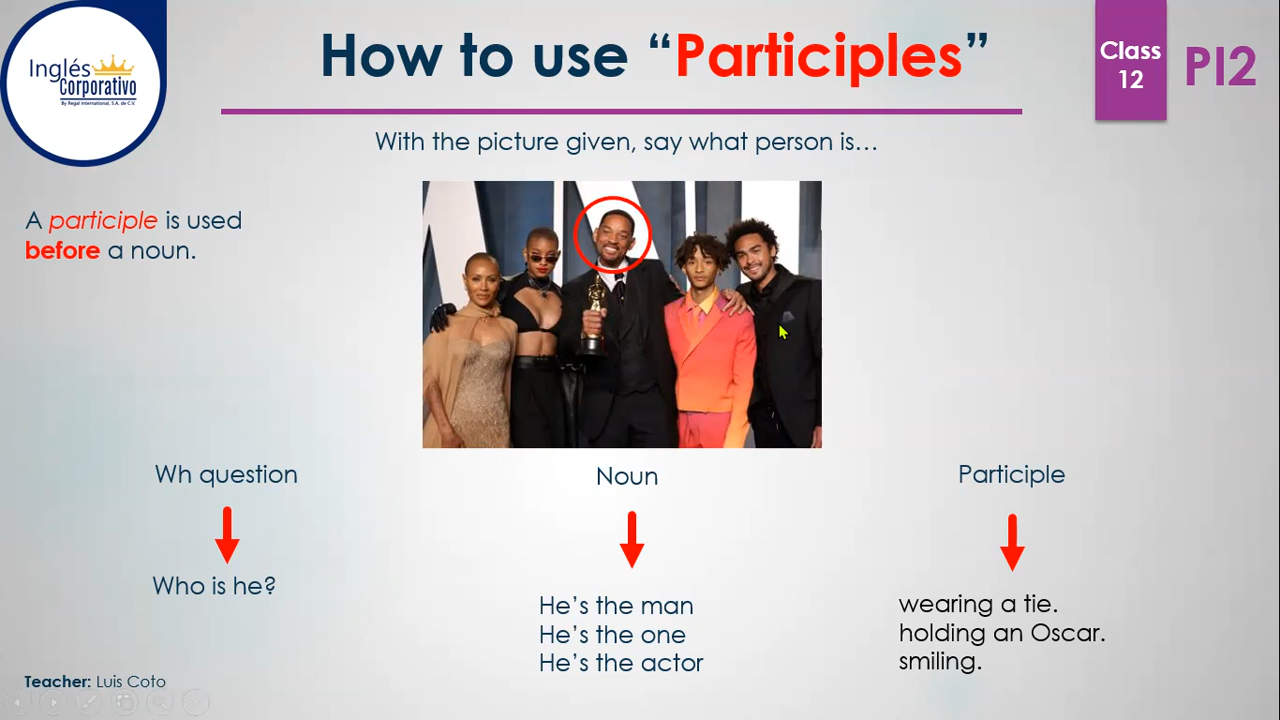 Inglés
Corporativo
By Regal International, S.A. de C.V.
How to use “Participles”
Class
12
PI2
With the picture given, say what person is…
A participle is used
before a noun.
Wh question
Who is he?
Noun
He’s the man
He’s the one
He’s the actor
Participle
wearing a tie.
holding an Oscar.
smiling.
Teacher: Luis Coto